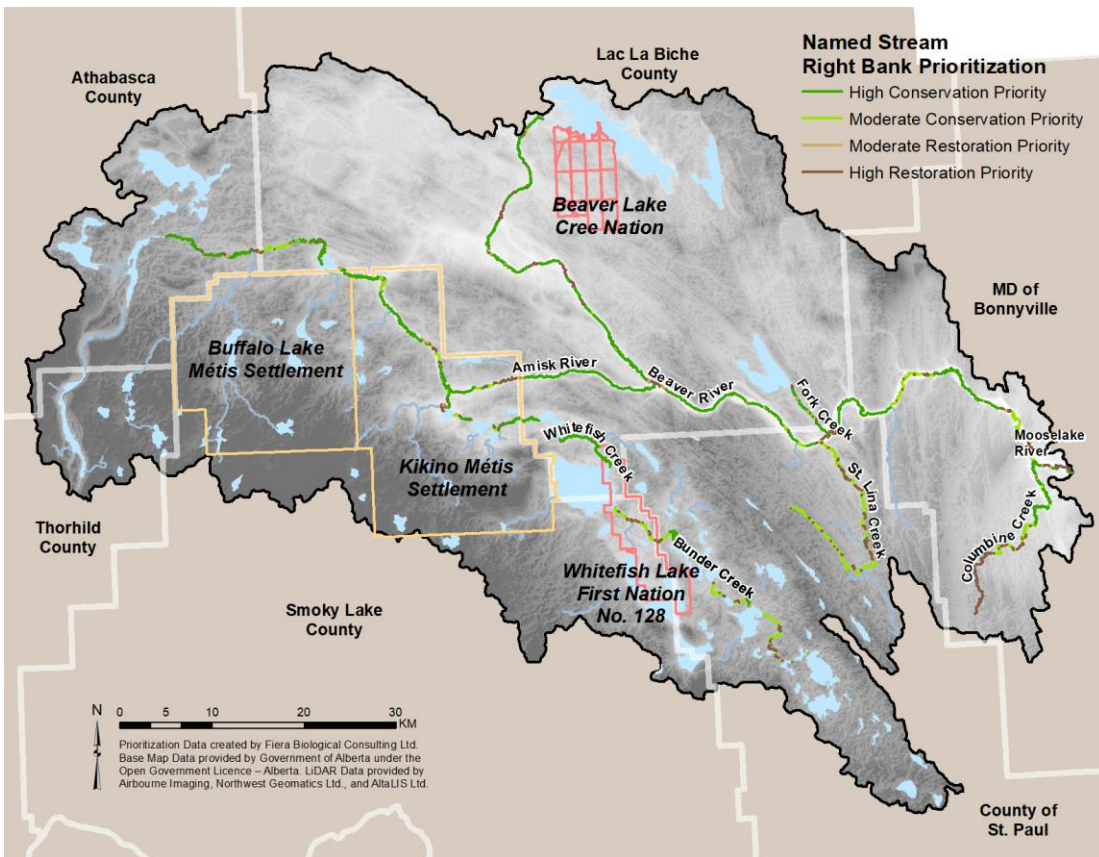 Named Stream
Right Bank Prioritization
High Conservation Priority
Moderate Conservation Priority
Moderate Restoration Priority
High Restoration Priority
Lac La Biche
County
Athabasca
County
Beaver Lake
Cree Nation
MD of
Bonnyville
Buffalo Lake
Métis Settlement
Amisk River
Beaver River
Fork Creek
Mooselake
River
Whitefish Creek
Kikino Métis
Settlement
St. Lina Creek
Columbine Creek
Thorhild
County
Bunder Creek
Whitefish Lake
First Nation
No. 128
Smoky Lake
County
N
0 5 10 20 30
KM
Prioritization Data created by Fiera Biological Consulting Ltd.
Base Map Data provided by Government of Alberta under the
Open Government Licence – Alberta. LiDAR Data provided by
Airbourne Imaging, Northwest Geomatics Ltd., and AltaLIS Ltd.
County of
St. Paul